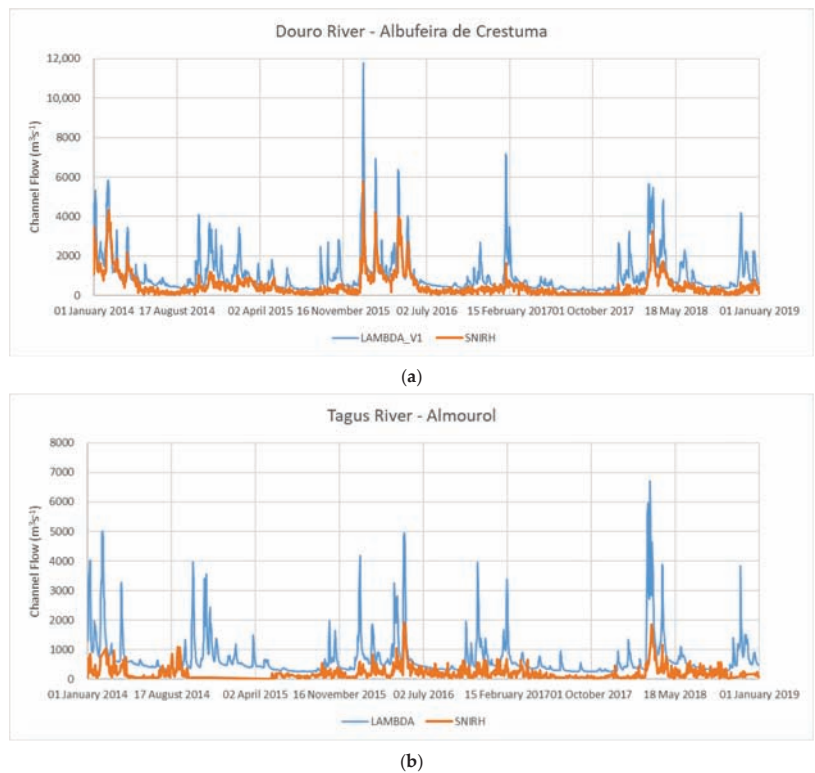 Douro River - Albufeira de Crestuma
12,000
10,000
8000
6000
4000
2000
0
Channel Flow (m³s⁻¹)
01 January 2014 17 August 2014 02 April 2015 16 November 2015 02 July 2016 15 February 2017 01 October 2017 18 May 2018 01 January 2019
LAMBDA_V1 SNIRH
(a)
Tagus River - Almourol
8000
7000
6000
5000
4000
3000
2000
1000
0
Channel Flow (m³s⁻¹)
01 January 2014 17 August 2014 02 April 2015 16 November 2015 02 July 2016 15 February 2017 01 October 2017 18 May 2018 01 January 2019
LAMBDA SNIRH
(b)